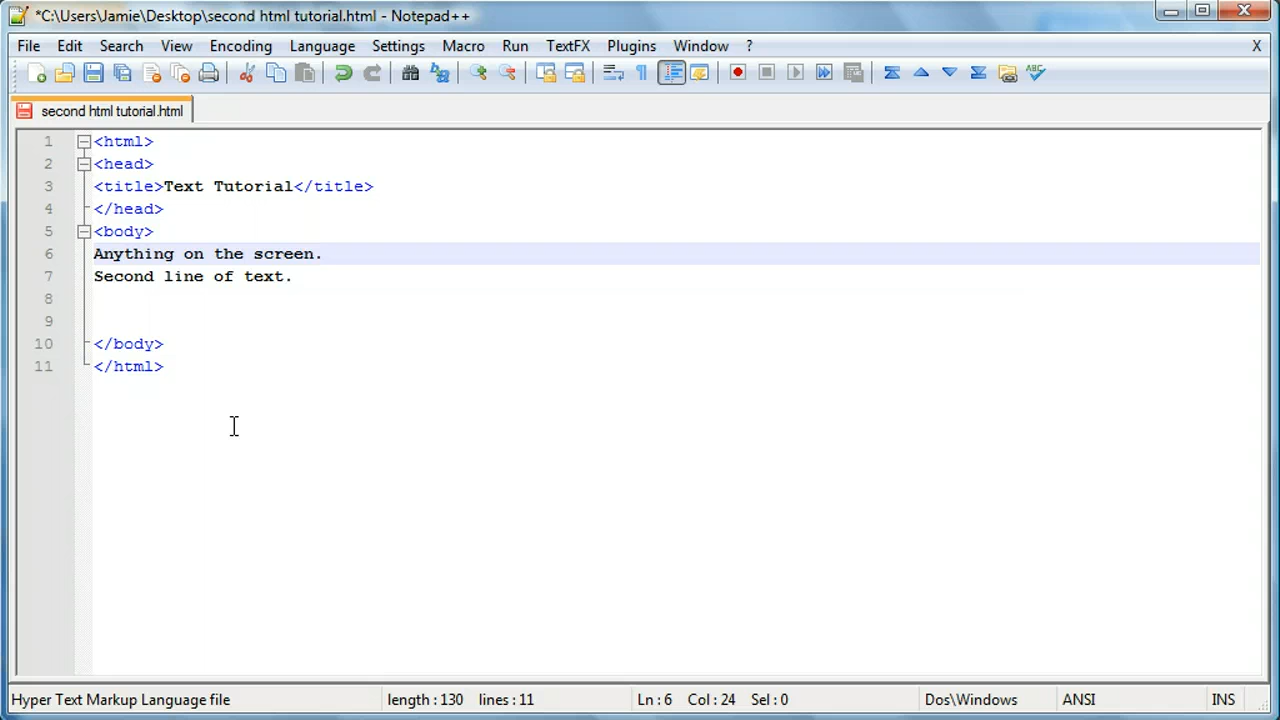 *C:\Users\Jamie\Desktop\second html tutorial.html - Notepad++
File Edit Search View Encoding Language Settings Macro Run TextFX Plugins Window ? X
ABC
second html tutorial.html
1 <html>
2 <head>
3 <title>Text Tutorial</title>
4 </head>
5 <body>
6 Anything on the screen.
7 Second line of text.
8
9
10 </body>
11 </html>
Hyper Text Markup Language file length : 130 lines : 11 Ln : 6 Col : 24 Sel : 0 Dos\Windows ANSI INS